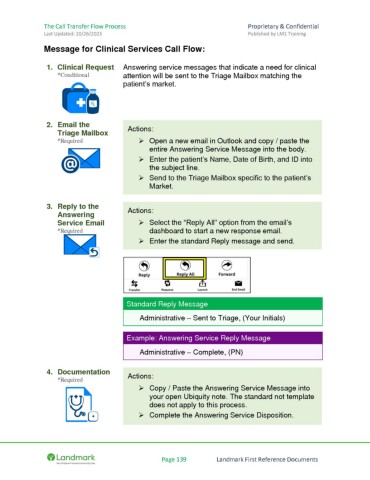 The Call Transfer Flow Process
Proprietary & Confidential
Last Updated: 10/30/2023
Published by LM1 Training
Message for Clinical Services Call Flow:
1. Clinical Request
*Conditional
Answering service messages that indicate a need for clinical
attention will be sent to the Triage Mailbox matching the
patient's market.
2. Email the
Triage Mailbox
*Required
Actions:
➢ Open a new email in Outlook and copy / paste the
entire Answering Service Message into the body.
➢ Enter the patient's Name, Date of Birth, and ID into
the subject line.
➢ Send to the Triage Mailbox specific to the patient's
Market.
3. Reply to the
Answering
Service Email
*Required
Actions:
➢ Select the "Reply All" option from the email's
dashboard to start a new response email.
➢ Enter the standard Reply message and send.
Reply Reply All Forward
Transfer Launch End Email
Standard Reply Message
Administrative – Sent to Triage, (Your Initials)
Example: Answering Service Reply Message
Administrative – Complete, (PN)
4. Documentation
*Required
Actions:
➢ Copy / Paste the Answering Service Message into
your open Ubiquity note. The standard not template
does not apply to this process.
➢ Complete the Answering Service Disposition.
Landmark
Page 139
Landmark First Reference Documents